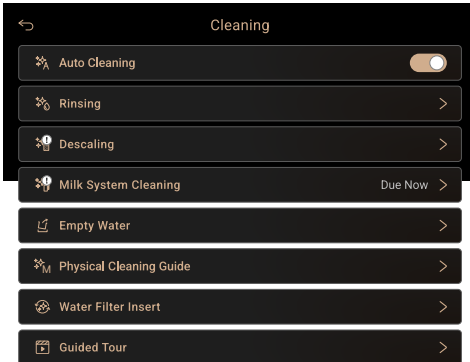 Cleaning
Auto Cleaning
Rinsing
Descaling
Milk System Cleaning Due Now
Empty Water
Physical Cleaning Guide
Water Filter Insert
Guided Tour